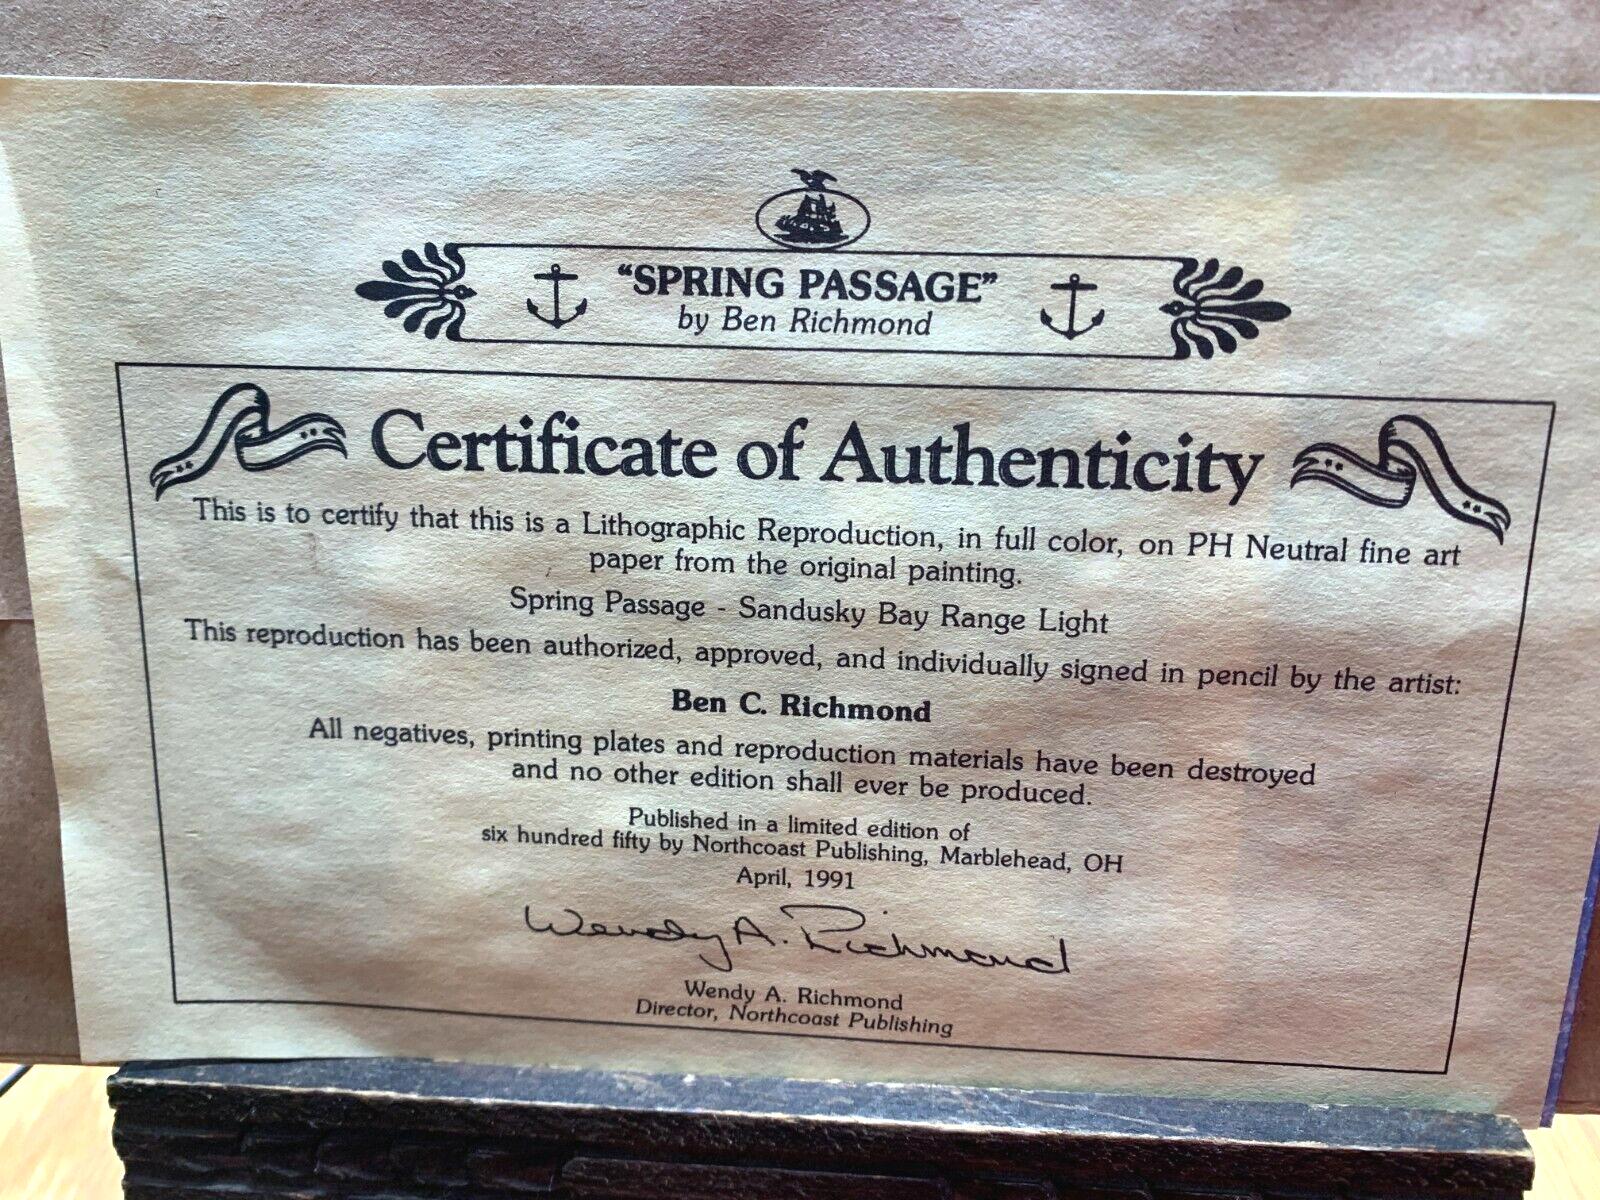 “SPRING PASSAGE”
by Ben Richmond
Certificate of Authenticity
This is to certify that this is a Lithographic Reproduction, in full color, on PH Neutral fine art
paper from the original painting.
Spring Passage - Sandusky Bay Range Light
This reproduction has been authorized, approved, and individually signed in pencil by the artist:
Ben C. Richmond
All negatives, printing plates and reproduction materials have been destroyed
and no other edition shall ever be produced.
Published in a limited edition of
six hundred fifty by Northcoast Publishing, Marblehead, OH
April, 1991
Wendy A. Richmond
Wendy A. Richmond
Director, Northcoast Publishing